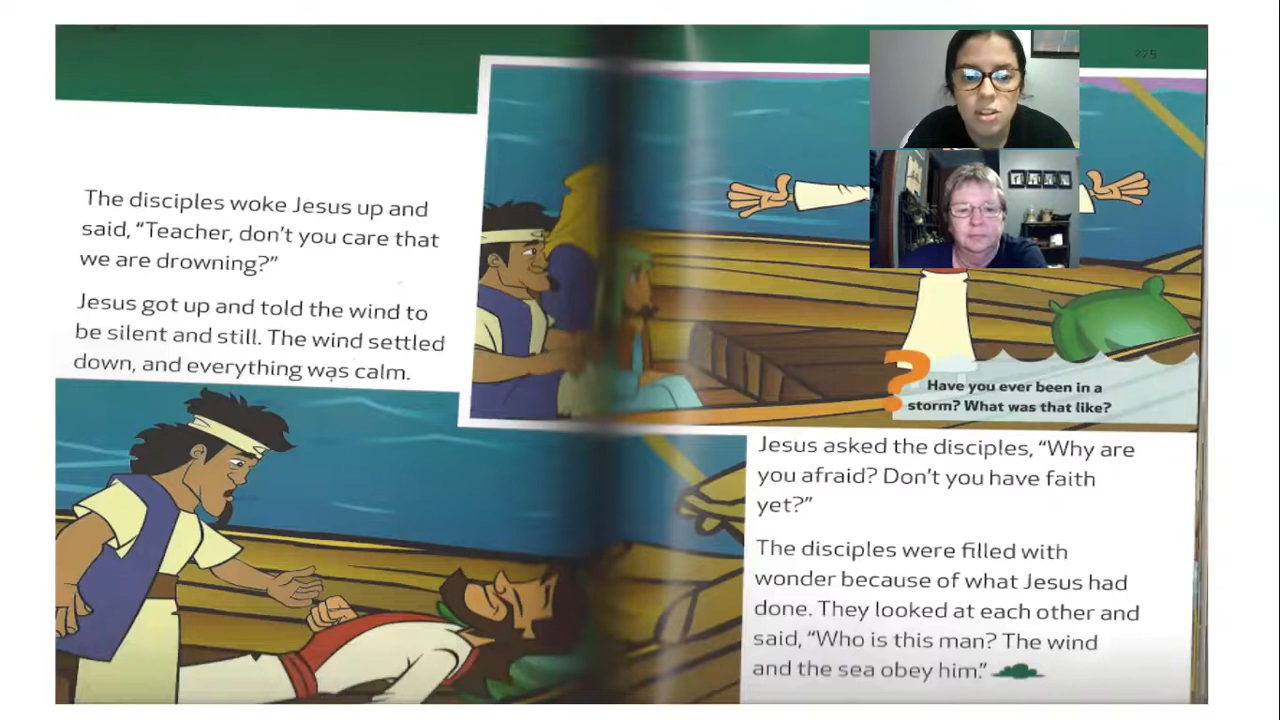 The disciples woke Jesus up and
said, “Teacher, don’t you care that
we are drowning?”
Jesus got up and told the wind to
be silent and still. The wind settled
down, and everything was calm.
275
?
Have you ever been in a
storm? What was that like?
Jesus asked the disciples, “Why are
you afraid? Don’t you have faith
yet?”
The disciples were filled with
wonder because of what Jesus had
done. They looked at each other and
said, “Who is this man? The wind
and the sea obey him.”